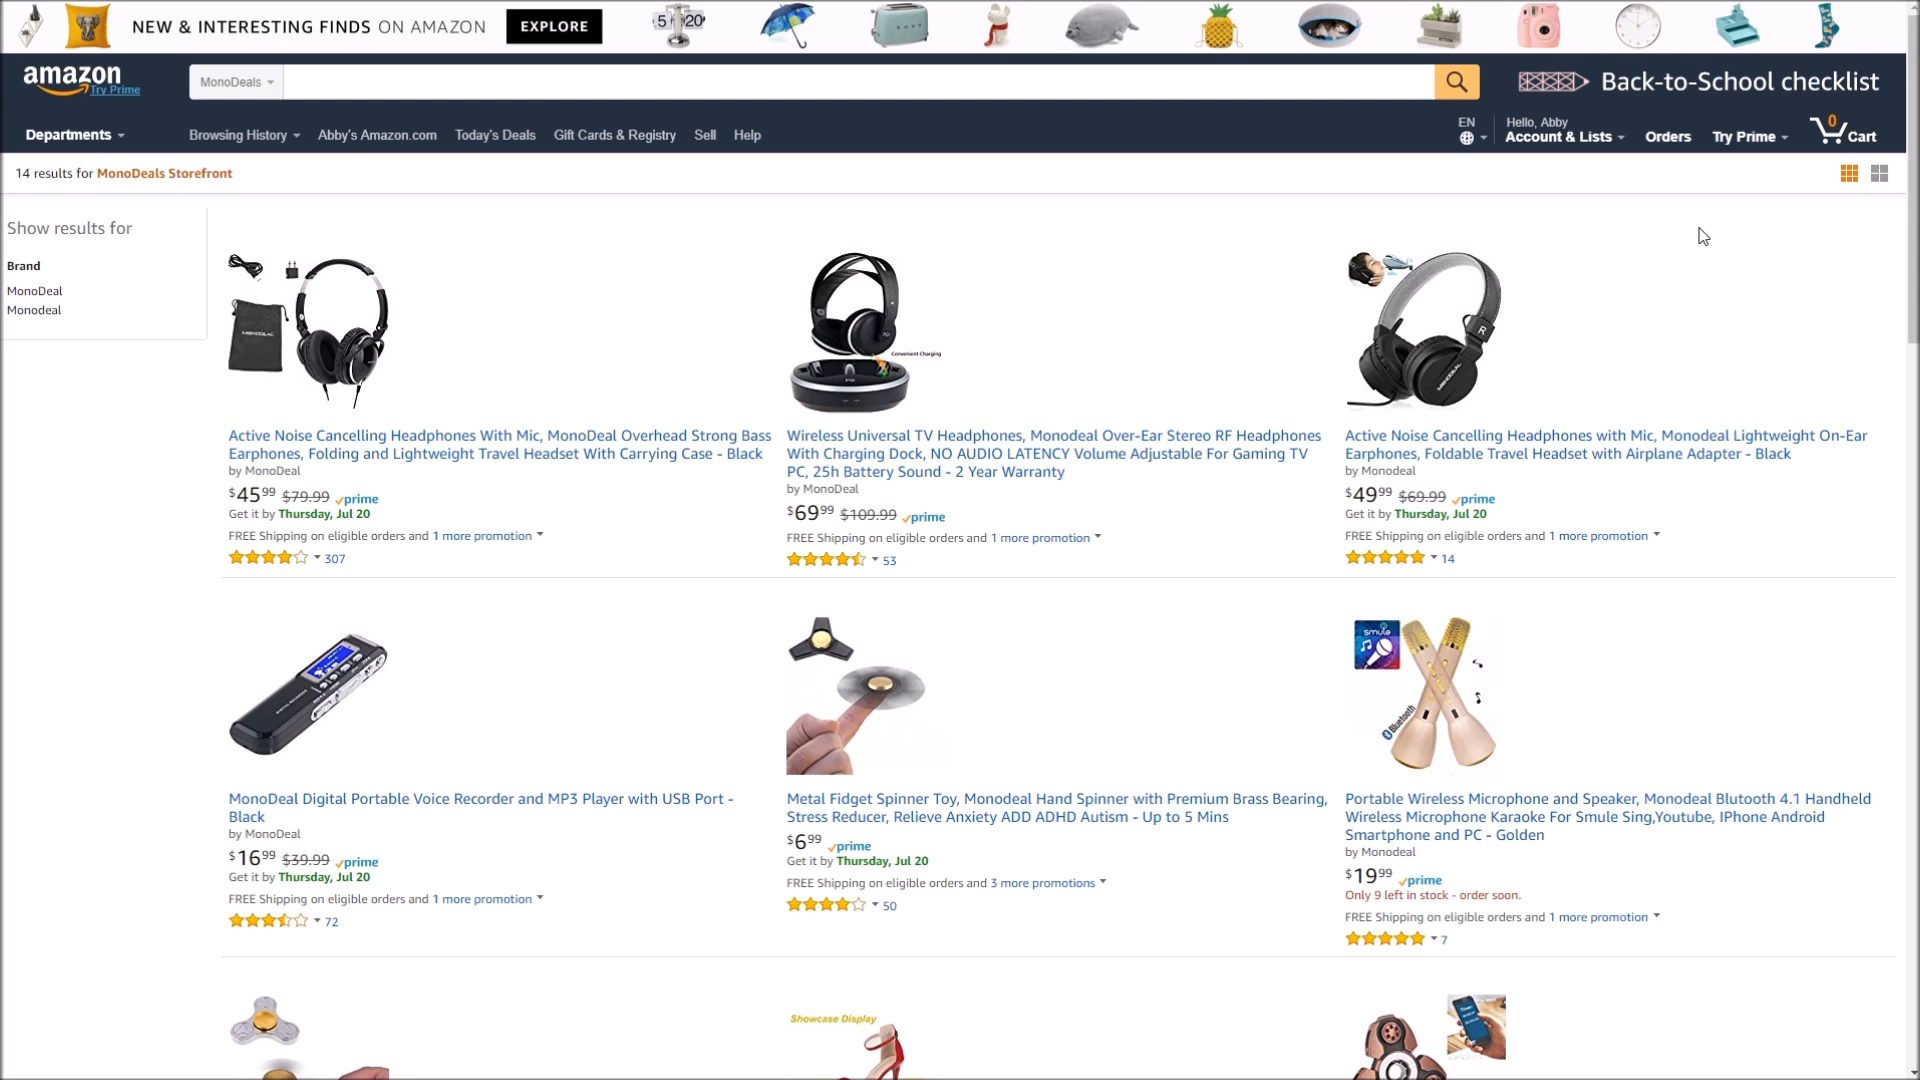 NEW & INTERESTING FINDS ON AMAZON
EXPLORE
5 20
amazon
Try Prime
MonoDeals
Back-to-School checklist
Departments
Browsing History
Abby's Amazon.com
Today's Deals
Gift Cards & Registry
Sell
Help
EN
Hello, Abby
Account & Lists
Orders
Try Prime
0
Cart
14 results for MonoDeals Storefront
Show results for
Brand
MonoDeal
Monodeal
Active Noise Cancelling Headphones With Mic, MonoDeal Overhead Strong Bass
Earphones, Folding and Lightweight Travel Headset With Carrying Case - Black
by MonoDeal
$45.99 $79.99 prime
Get it by Thursday, Jul 20
FREE Shipping on eligible orders and 1 more promotion
307
Convenient Charging
Wireless Universal TV Headphones, Monodeal Over-Ear Stereo RF Headphones
With Charging Dock, NO AUDIO LATENCY Volume Adjustable For Gaming TV
PC, 25h Battery Sound - 2 Year Warranty
by MonoDeal
$69.99 $109.99 prime
FREE Shipping on eligible orders and 1 more promotion
53
R
MONODEAL
Active Noise Cancelling Headphones with Mic, Monodeal Lightweight On-Ear
Earphones, Foldable Travel Headset with Airplane Adapter - Black
by Monodeal
$49.99 $69.99 prime
Get it by Thursday, Jul 20
FREE Shipping on eligible orders and 1 more promotion
14
MonoDeal Digital Portable Voice Recorder and MP3 Player with USB Port -
Black
by MonoDeal
$16.99 $39.99 prime
Get it by Thursday, Jul 20
FREE Shipping on eligible orders and 1 more promotion
72
Metal Fidget Spinner Toy, Monodeal Hand Spinner with Premium Brass Bearing,
Stress Reducer, Relieve Anxiety ADD ADHD Autism - Up to 5 Mins
$6.99 prime
Get it by Thursday, Jul 20
FREE Shipping on eligible orders and 3 more promotions
50
smule
Bluetooth
Portable Wireless Microphone and Speaker, Monodeal Blutooth 4.1 Handheld
Wireless Microphone Karaoke For Smule Sing,Youtube, IPhone Android
Smartphone and PC - Golden
by Monodeal
$19.99 prime
Only 9 left in stock - order soon.
FREE Shipping on eligible orders and 1 more promotion
7
Showcase Display